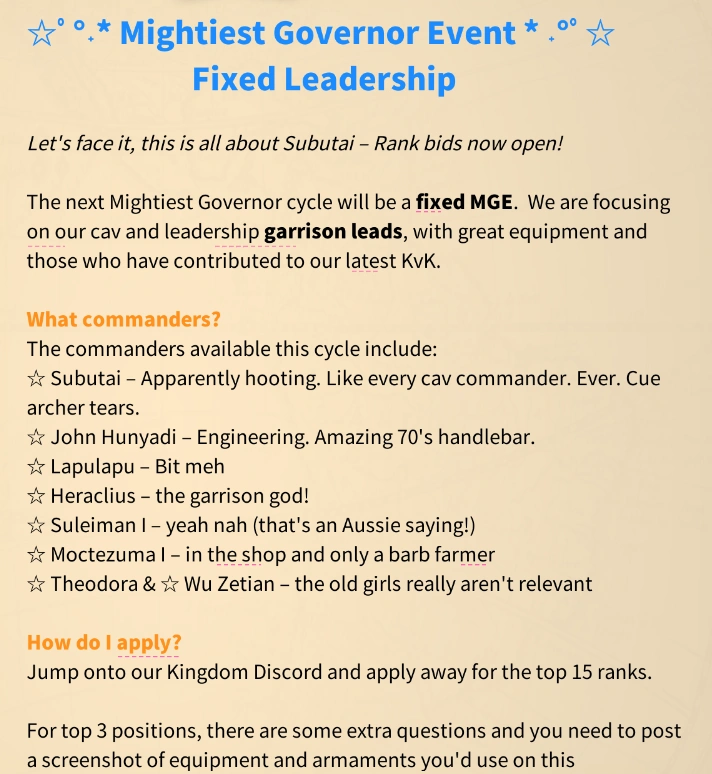 ☆˚ °˖* Mightiest Governor Event * ˖°˚ ☆
Fixed Leadership
Let's face it, this is all about Subutai – Rank bids now open!
The next Mightiest Governor cycle will be a fixed MGE.  We are focusing
on our cav and leadership garrison leads, with great equipment and
those who have contributed to our latest KvK.
What commanders?
The commanders available this cycle include:
☆ Subutai – Apparently hooting. Like every cav commander. Ever. Cue
archer tears.
☆ John Hunyadi – Engineering. Amazing 70's handlebar.
☆ Lapulapu – Bit meh
☆ Heraclius – the garrison god!
☆ Suleiman I – yeah nah (that's an Aussie saying!)
☆ Moctezuma I – in the shop and only a barb farmer
☆ Theodora & ☆ Wu Zetian – the old girls really aren't relevant
How do I apply?
Jump onto our Kingdom Discord and apply away for the top 15 ranks.
For top 3 positions, there are some extra questions and you need to post
a screenshot of equipment and armaments you'd use on this